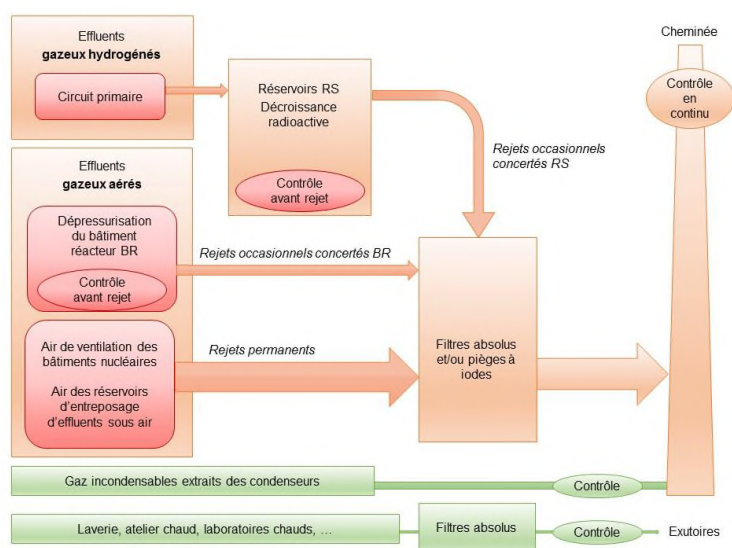 Effluents
gazeux hydrogénés
Circuit primaire
Réservoirs RS
Décroissance
radioactive
Contrôle
avant rejet
Rejets occasionnels
concertés RS
Cheminée
Contrôle
en
continu
Effluents
gazeux aérés
Dépressurisation
du bâtiment
réacteur BR
Contrôle
avant rejet
Rejets occasionnels concertés BR
Air de ventilation des
bâtiments nucléaires
Air des réservoirs
d'entreposage
d'effluents sous air
Rejets permanents
Filtres absolus
et/ou pièges à
iodes
Gaz incondensables extraits des condenseurs
Contrôle
Laverie, atelier chaud, laboratoires chauds, ...
Filtres absolus
Contrôle
Exutoires